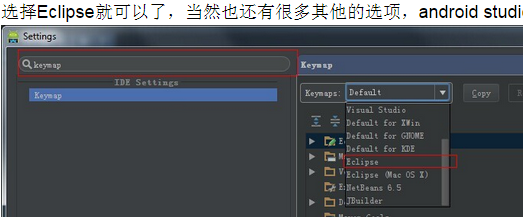 选择Eclipse就可以了，当然也还有很多其他的选项，android studi
Settings
keymap
IDE Settings
Keymap
Keymap
Keymaps: Default Copy
Visual Studio
Default for XWin
Default for GNOME
Default for KDE
Eclipse
Eclipse (Mac OS X)
NetBeans 6.5
JBuilder